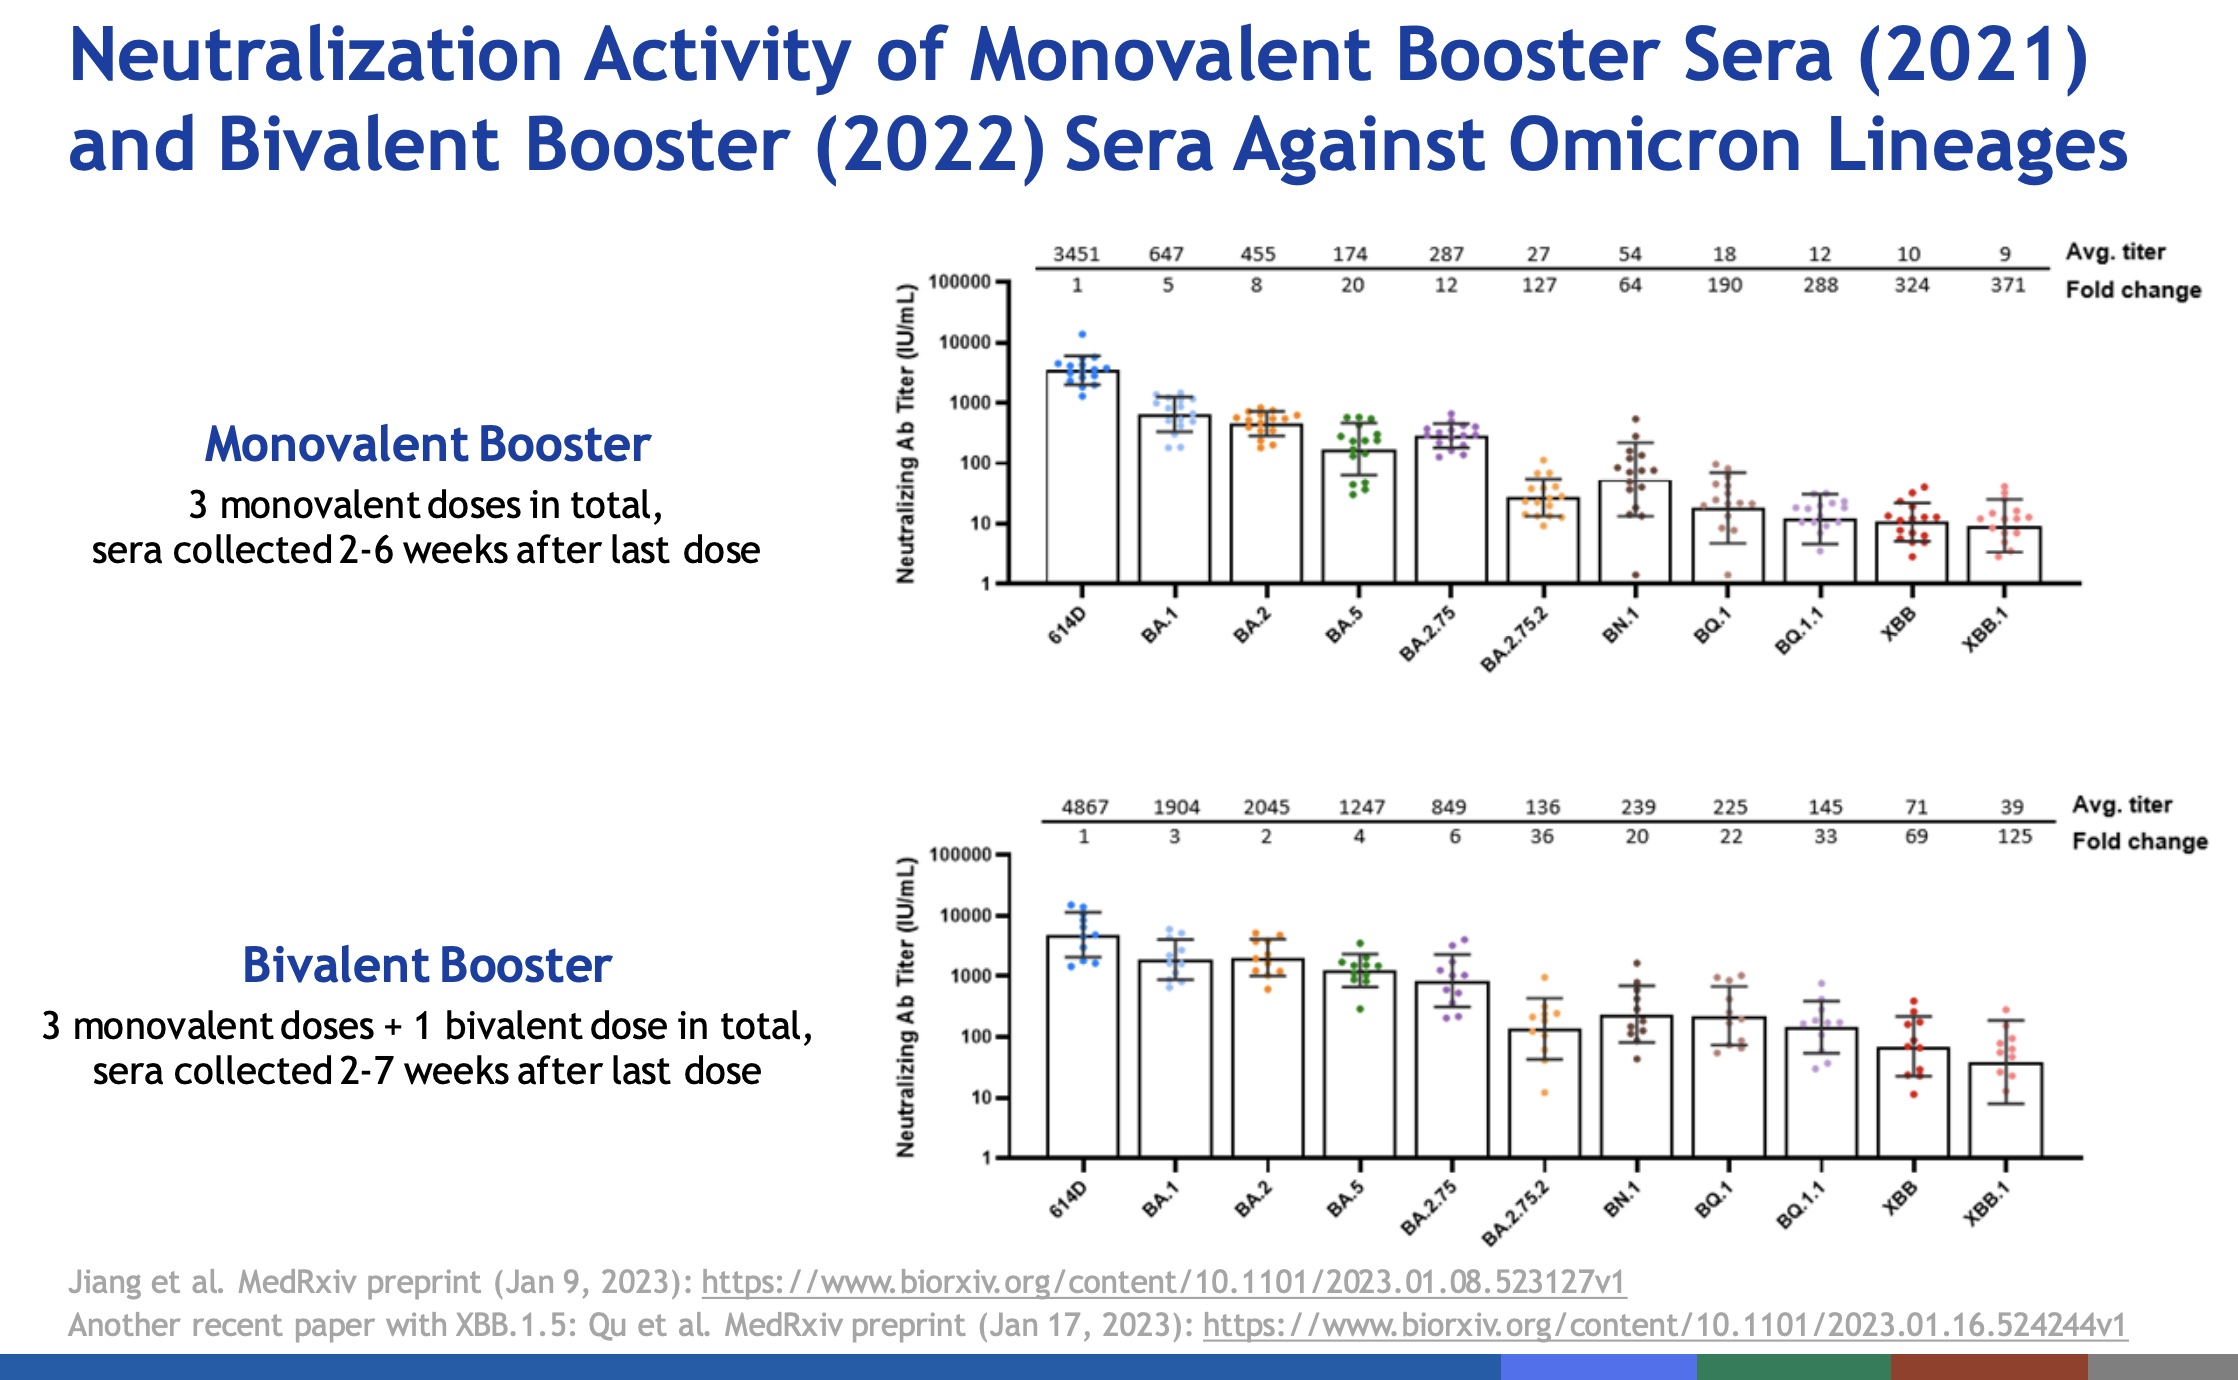 Neutralization Activity of Monovalent Booster Sera (2021)
and Bivalent Booster (2022) Sera Against Omicron Lineages
Monovalent Booster
3 monovalent doses in total,
sera collected 2-6 weeks after last dose
3451 647 455 174 287 27 54 18 12 10 9 Avg. titer
1 5 8 20 12 127 64 190 288 324 371 Fold change
Neutralizing Ab Titer (IU/mL)
100000
10000
1000
100
10
1
614D BA.1 BA.2 BA.5 BA.2.75 BA.2.75.2 BN.1 BQ.1 BQ.1.1 XBB XBB.1
Bivalent Booster
3 monovalent doses + 1 bivalent dose in total,
sera collected 2-7 weeks after last dose
4867 1904 2045 1247 849 136 239 225 145 71 39 Avg. titer
1 3 2 4 6 36 20 22 33 69 125 Fold change
Neutralizing Ab Titer (IU/mL)
100000
10000
1000
100
10
1
614D BA.1 BA.2 BA.5 BA.2.75 BA.2.75.2 BN.1 BQ.1 BQ.1.1 XBB XBB.1
Jiang et al. MedRxiv preprint (Jan 9, 2023): https://www.biorxiv.org/content/10.1101/2023.01.08.523127v1
Another recent paper with XBB.1.5: Qu et al. MedRxiv preprint (Jan 17, 2023): https://www.biorxiv.org/content/10.1101/2023.01.16.524244v1